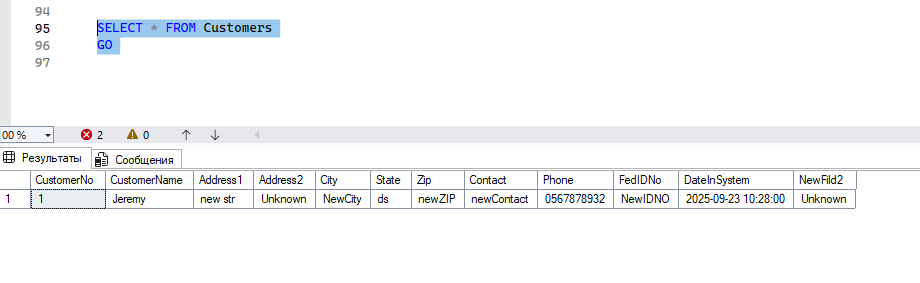 94
95 SELECT * FROM Customers
96 GO
97
00 % 2 0
Результаты Сообщения
CustomerNo CustomerName Address1 Address2 City State Zip Contact Phone FedIDNo DateInSystem NewFild2
1 1 Jeremy new str Unknown NewCity ds newZIP newContact 0567878932 NewIDNO 2025-09-23 10:28:00 Unknown